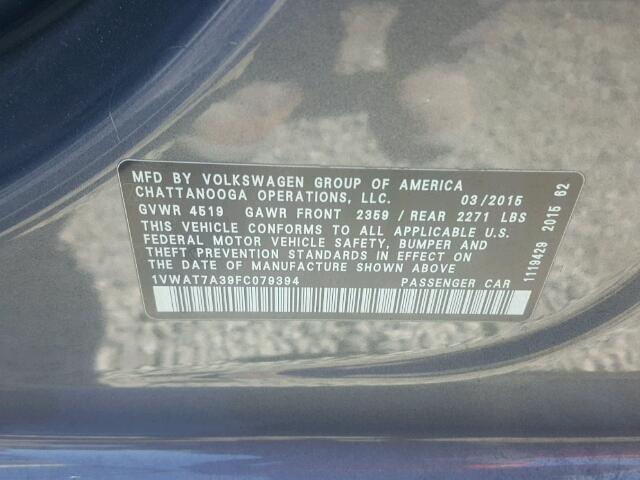 MFD BY VOLKSWAGEN GROUP OF AMERICA
CHATTANOOGA OPERATIONS, LLC. 03/2015
GVWR 4519 GAWR FRONT 2359 / REAR 2271 LBS
THIS VEHICLE CONFORMS TO ALL APPLICABLE U.S.
FEDERAL MOTOR VEHICLE SAFETY, BUMPER AND
THEFT PREVENTION STANDARDS IN EFFECT ON
THE DATE OF MANUFACTURE SHOWN ABOVE
1VWAT7A39FC079394 PASSENGER CAR
1119429 2015 62